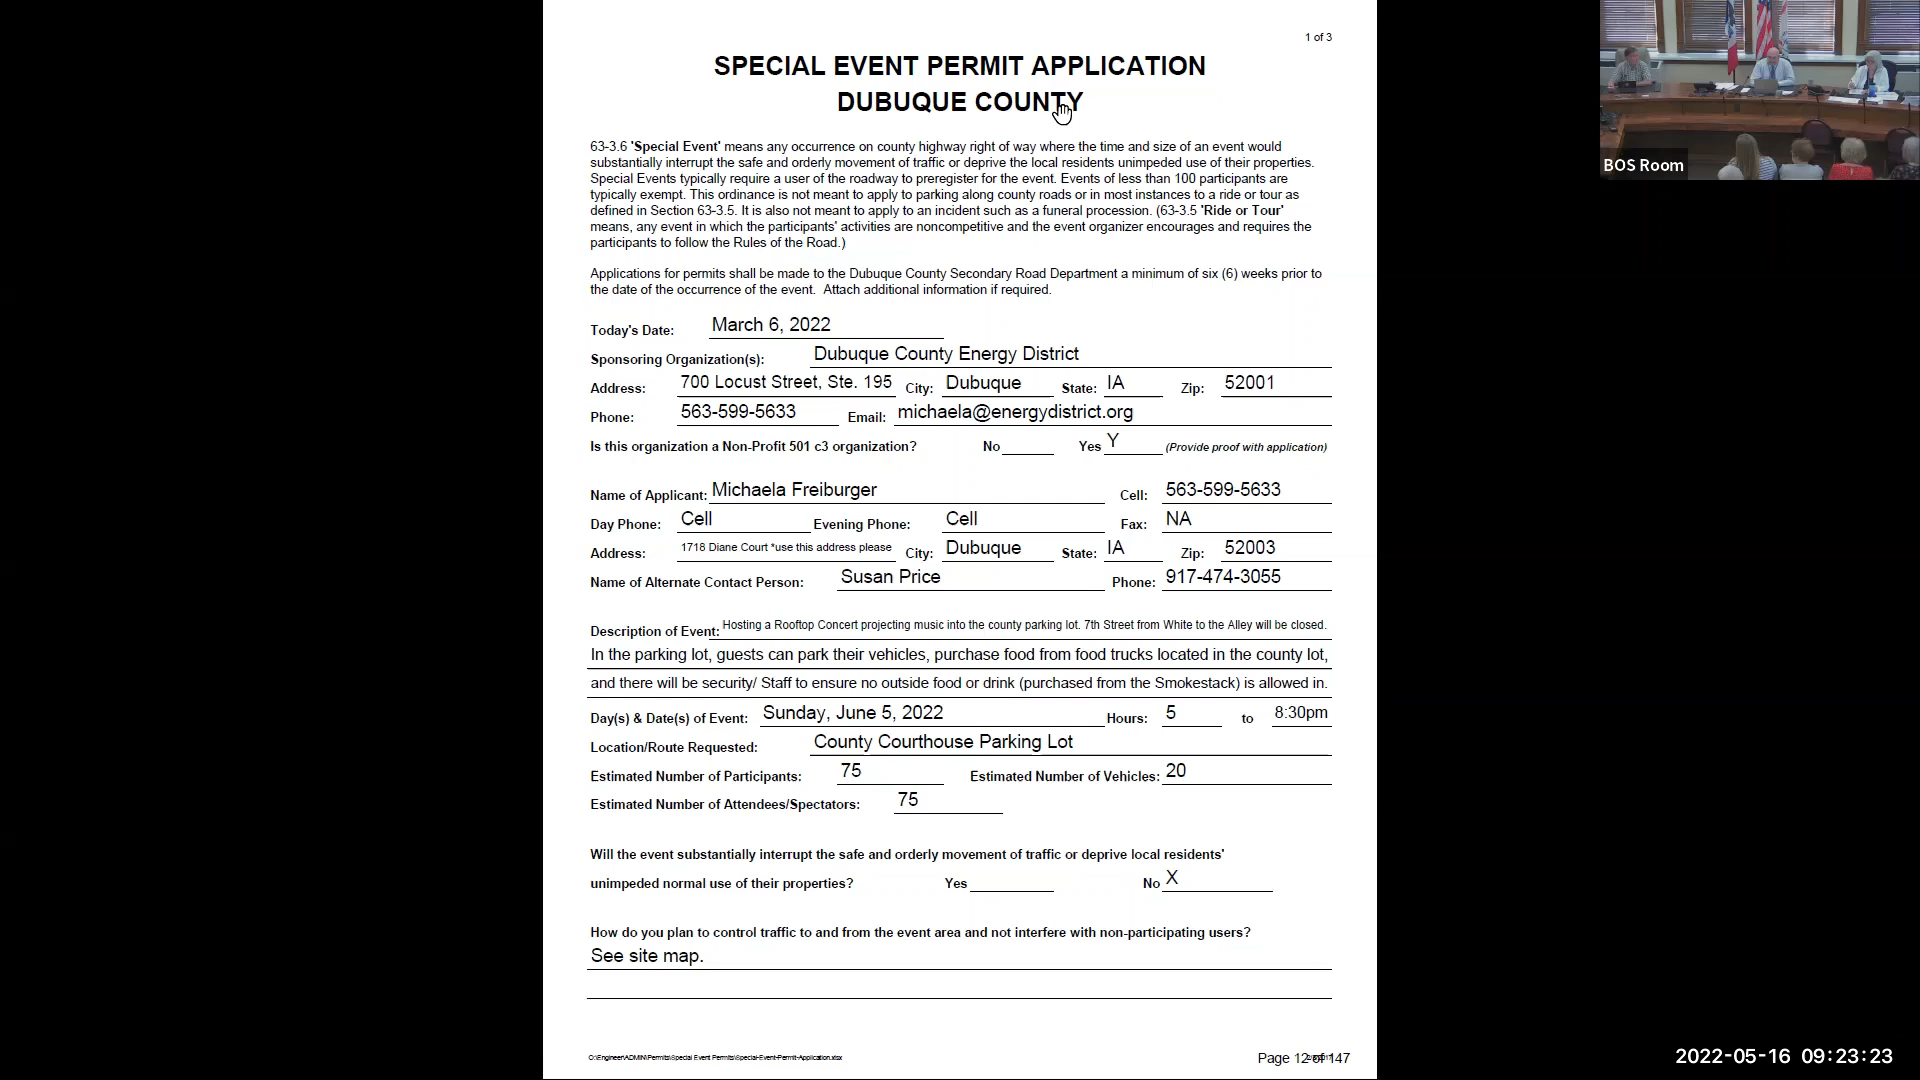 1 of 3
SPECIAL EVENT PERMIT APPLICATION
DUBUQUE COUNTY
63-3.6 'Special Event' means any occurrence on county highway right of way where the time and size of an event would
substantially interrupt the safe and orderly movement of traffic or deprive the local residents unimpeded use of their properties.
Special Events typically require a user of the roadway to preregister for the event. Events of less than 100 participants are
typically exempt. This ordinance is not meant to apply to parking along county roads or in most instances to a ride or tour as
defined in Section 63-3.5. It is also not meant to apply to an incident such as a funeral procession. (63-3.5 'Ride or Tour'
means, any event in which the participants' activities are noncompetitive and the event organizer encourages and requires the
participants to follow the Rules of the Road.)
Applications for permits shall be made to the Dubuque County Secondary Road Department a minimum of six (6) weeks prior to
the date of the occurrence of the event. Attach additional information if required.
Today's Date: March 6, 2022
Sponsoring Organization(s): Dubuque County Energy District
Address: 700 Locust Street, Ste. 195 City: Dubuque State: IA Zip: 52001
Phone: 563-599-5633 Email: michaela@energydistrict.org
Is this organization a Non-Profit 501 c3 organization? No Yes Y (Provide proof with application)
Name of Applicant: Michaela Freiburger Cell: 563-599-5633
Day Phone: Cell Evening Phone: Cell Fax: NA
Address: 1718 Diane Court *use this address please City: Dubuque State: IA Zip: 52003
Name of Alternate Contact Person: Susan Price Phone: 917-474-3055
Description of Event: Hosting a Rooftop Concert projecting music into the county parking lot. 7th Street from White to the Alley will be closed.
In the parking lot, guests can park their vehicles, purchase food from food trucks located in the county lot,
and there will be security/ Staff to ensure no outside food or drink (purchased from the Smokestack) is allowed in.
Day(s) & Date(s) of Event: Sunday, June 5, 2022 Hours: 5 to 8:30pm
Location/Route Requested: County Courthouse Parking Lot
Estimated Number of Participants: 75 Estimated Number of Vehicles: 20
Estimated Number of Attendees/Spectators: 75
Will the event substantially interrupt the safe and orderly movement of traffic or deprive local residents'
unimpeded normal use of their properties? Yes No X
How do you plan to control traffic to and from the event area and not interfere with non-participating users?
See site map.
C:\Engineer\ADMIN\Permits\Special Event Permits\Special-Event-Permit-Application.xlsx
Page 12 of 147
BOS Room
2022-05-16 09:23:23